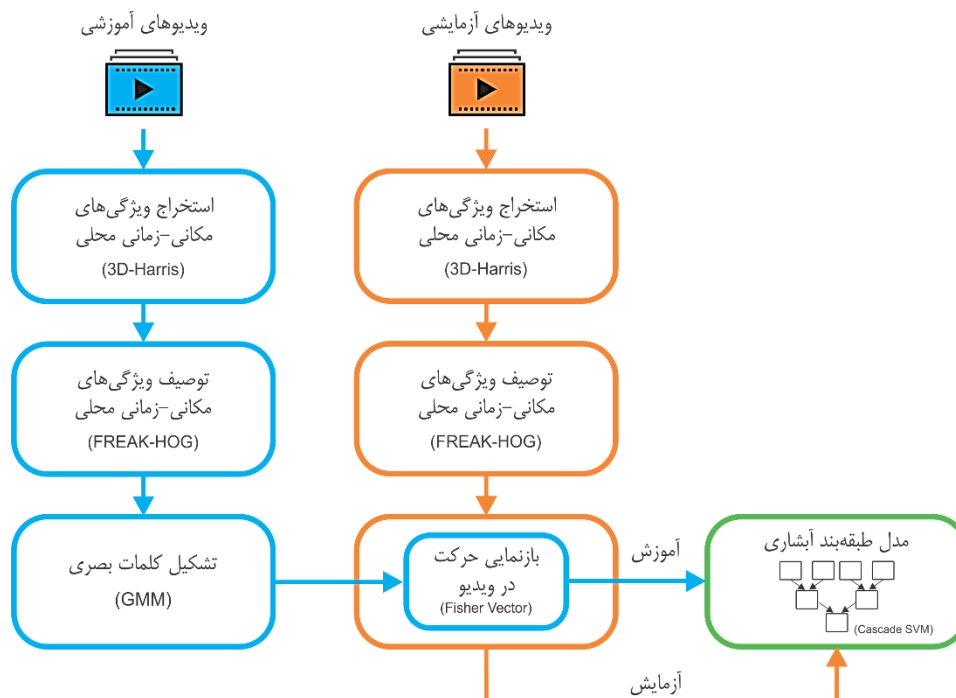 ویدیوهای آموزشی
استخراج ویژگی‌های
مکانی-زمانی محلی
(3D-Harris)
توصیف ویژگی‌های
مکانی-زمانی محلی
(FREAK-HOG)
تشکیل کلمات بصری
(GMM)
ویدیوهای آزمایشی
استخراج ویژگی‌های
مکانی-زمانی محلی
(3D-Harris)
توصیف ویژگی‌های
مکانی-زمانی محلی
(FREAK-HOG)
بازنمایی حرکت
در ویدیو
(Fisher Vector)
آموزش
آزمایش
مدل طبقه‌بند آبشاری
(Cascade SVM)